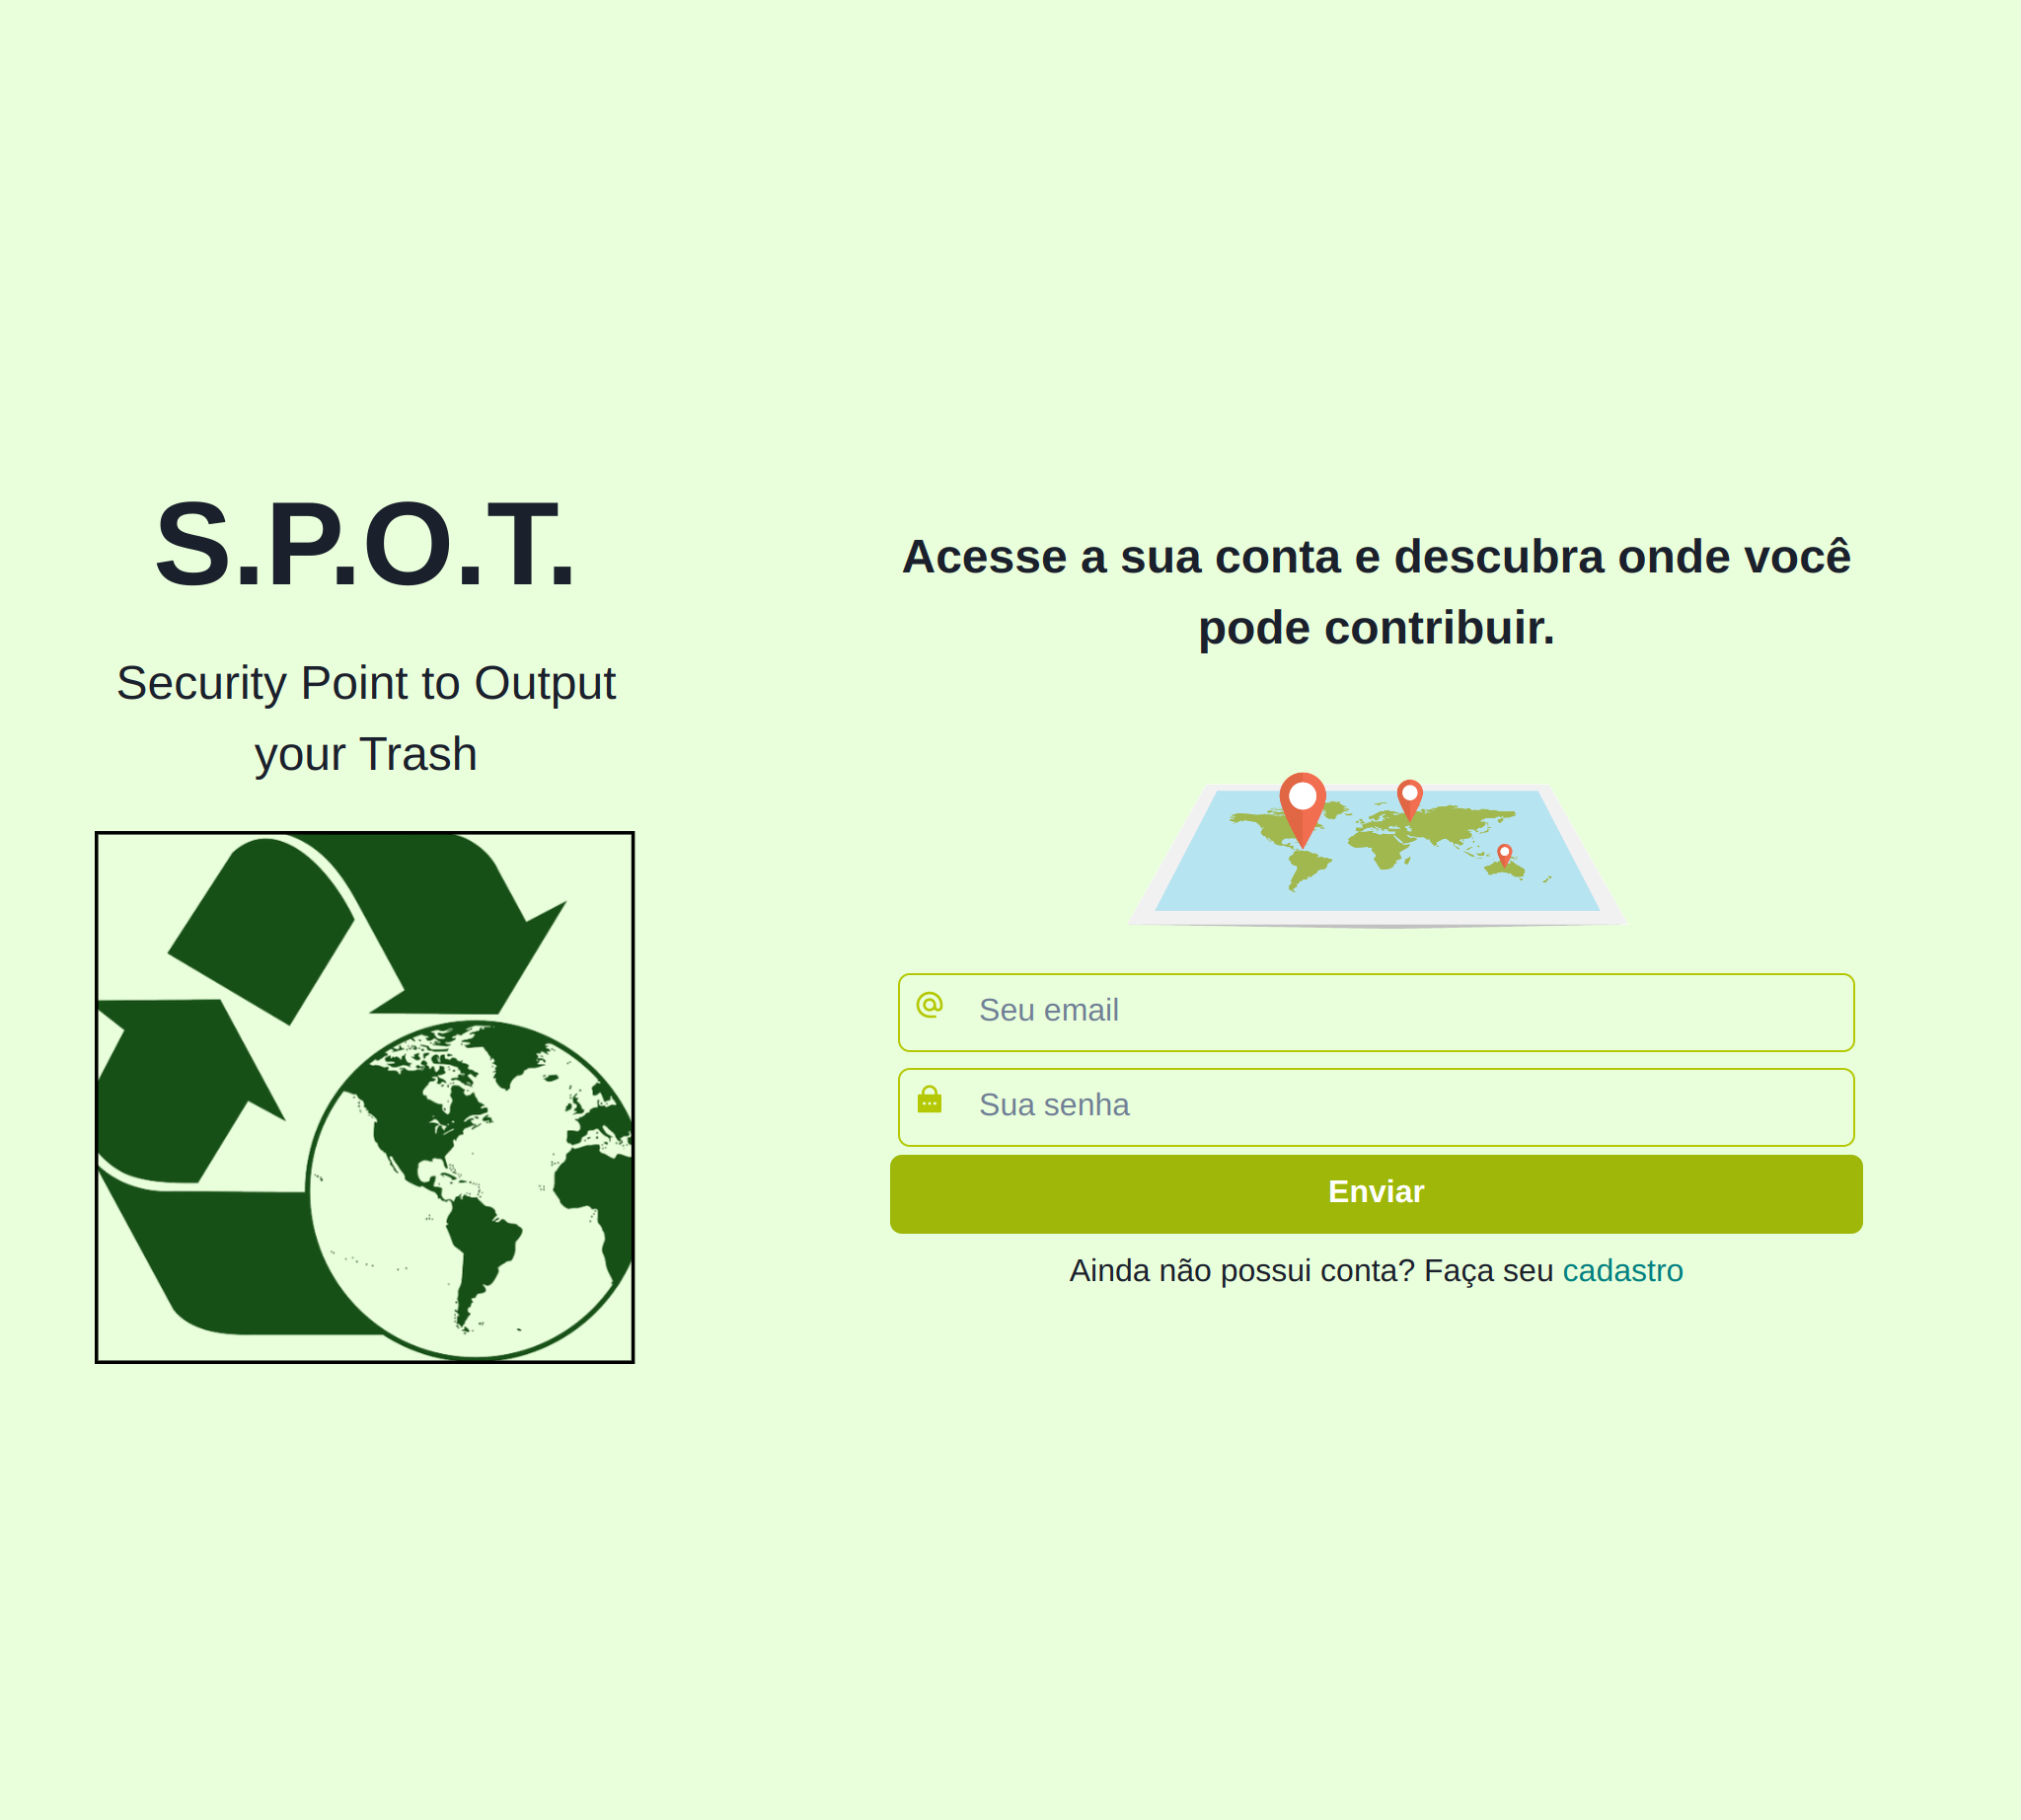 S.P.O.T.
Security Point to Output
your Trash
Acesse a sua conta e descubra onde você
pode contribuir.
Seu email
Sua senha
Enviar
Ainda não possui conta? Faça seu cadastro